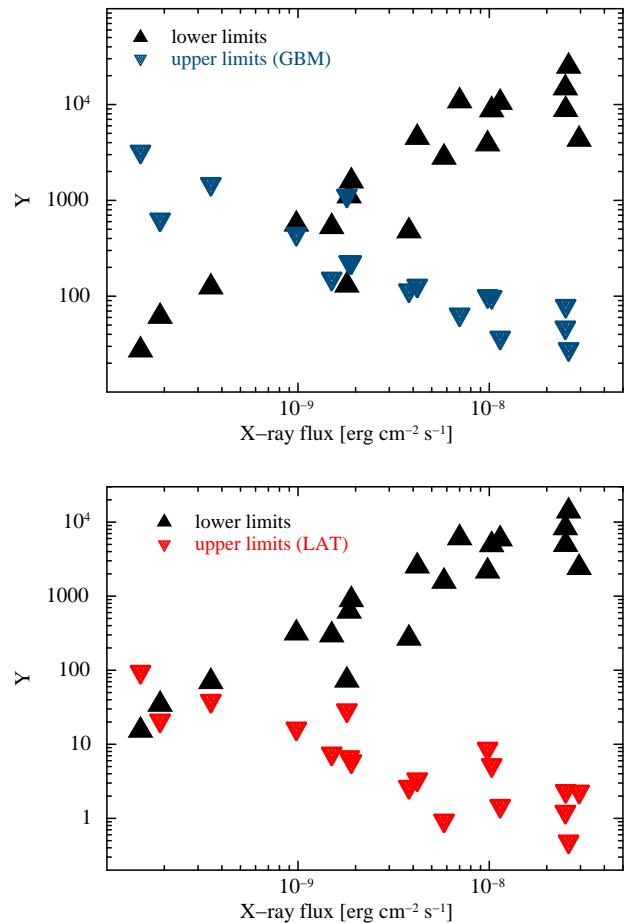 lower limits
upper limits (GBM)
10⁴
1000
100
Y
10⁻⁹
10⁻⁸
X−ray flux [erg cm⁻² s⁻¹]
lower limits
upper limits (LAT)
10⁴
1000
100
10
1
Y
10⁻⁹
10⁻⁸
X−ray flux [erg cm⁻² s⁻¹]